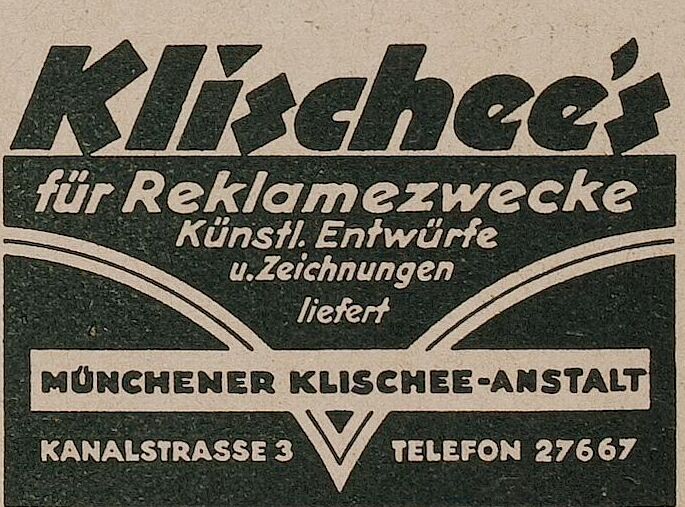 Klischee's
für Reklamezwecke
Künstl. Entwürfe
u. Zeichnungen
liefert
MÜNCHENER KLISCHEE-ANSTALT
KANALSTRASSE 3 TELEFON 27667